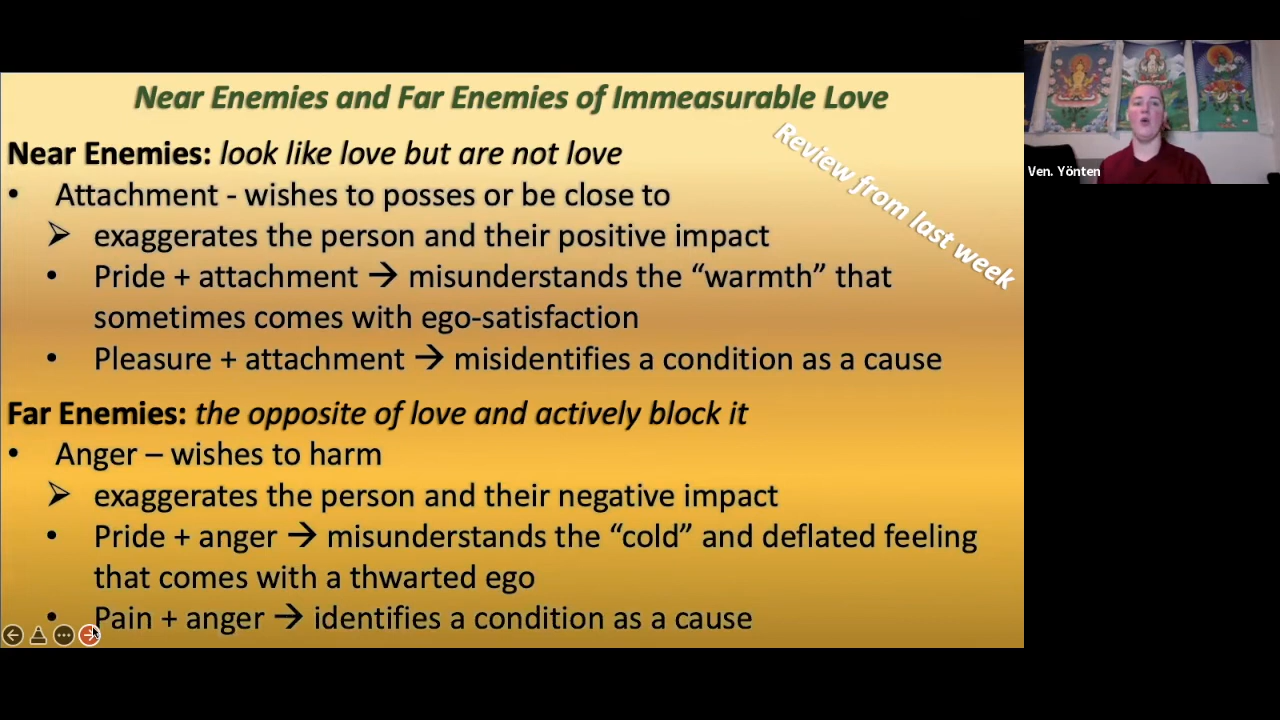 Near Enemies and Far Enemies of Immeasurable Love
Review from last week
Near Enemies: look like love but are not love
• Attachment - wishes to posses or be close to
➢ exaggerates the person and their positive impact
• Pride + attachment → misunderstands the “warmth” that
sometimes comes with ego-satisfaction
• Pleasure + attachment → misidentifies a condition as a cause
Far Enemies: the opposite of love and actively block it
• Anger – wishes to harm
➢ exaggerates the person and their negative impact
• Pride + anger → misunderstands the “cold” and deflated feeling
that comes with a thwarted ego
• Pain + anger → identifies a condition as a cause
Ven. Yönten